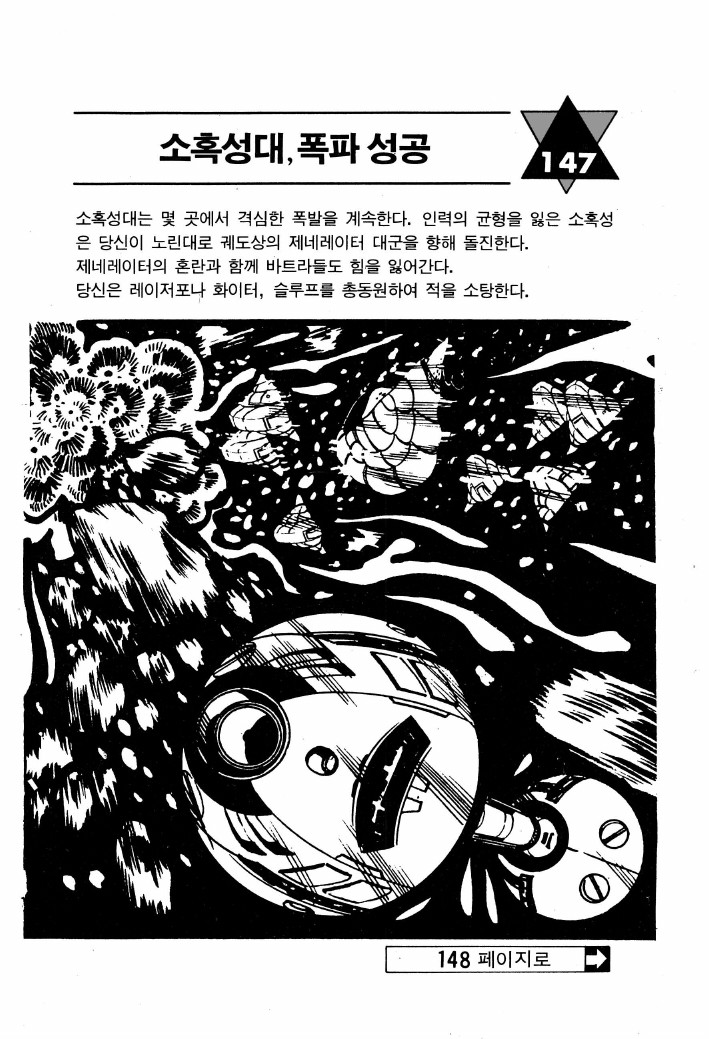 소혹성대, 폭파 성공
147
소혹성대는 몇 곳에서 격심한 폭발을 계속한다. 인력의 균형을 잃은 소혹성
은 당신이 노린대로 궤도상의 제네레이터 대군을 향해 돌진한다.
제네레이터의 혼란과 함께 바트라들도 힘을 잃어간다.
당신은 레이저포나 화이터, 슬루프를 총동원하여 적을 소탕한다.
148 페이지로